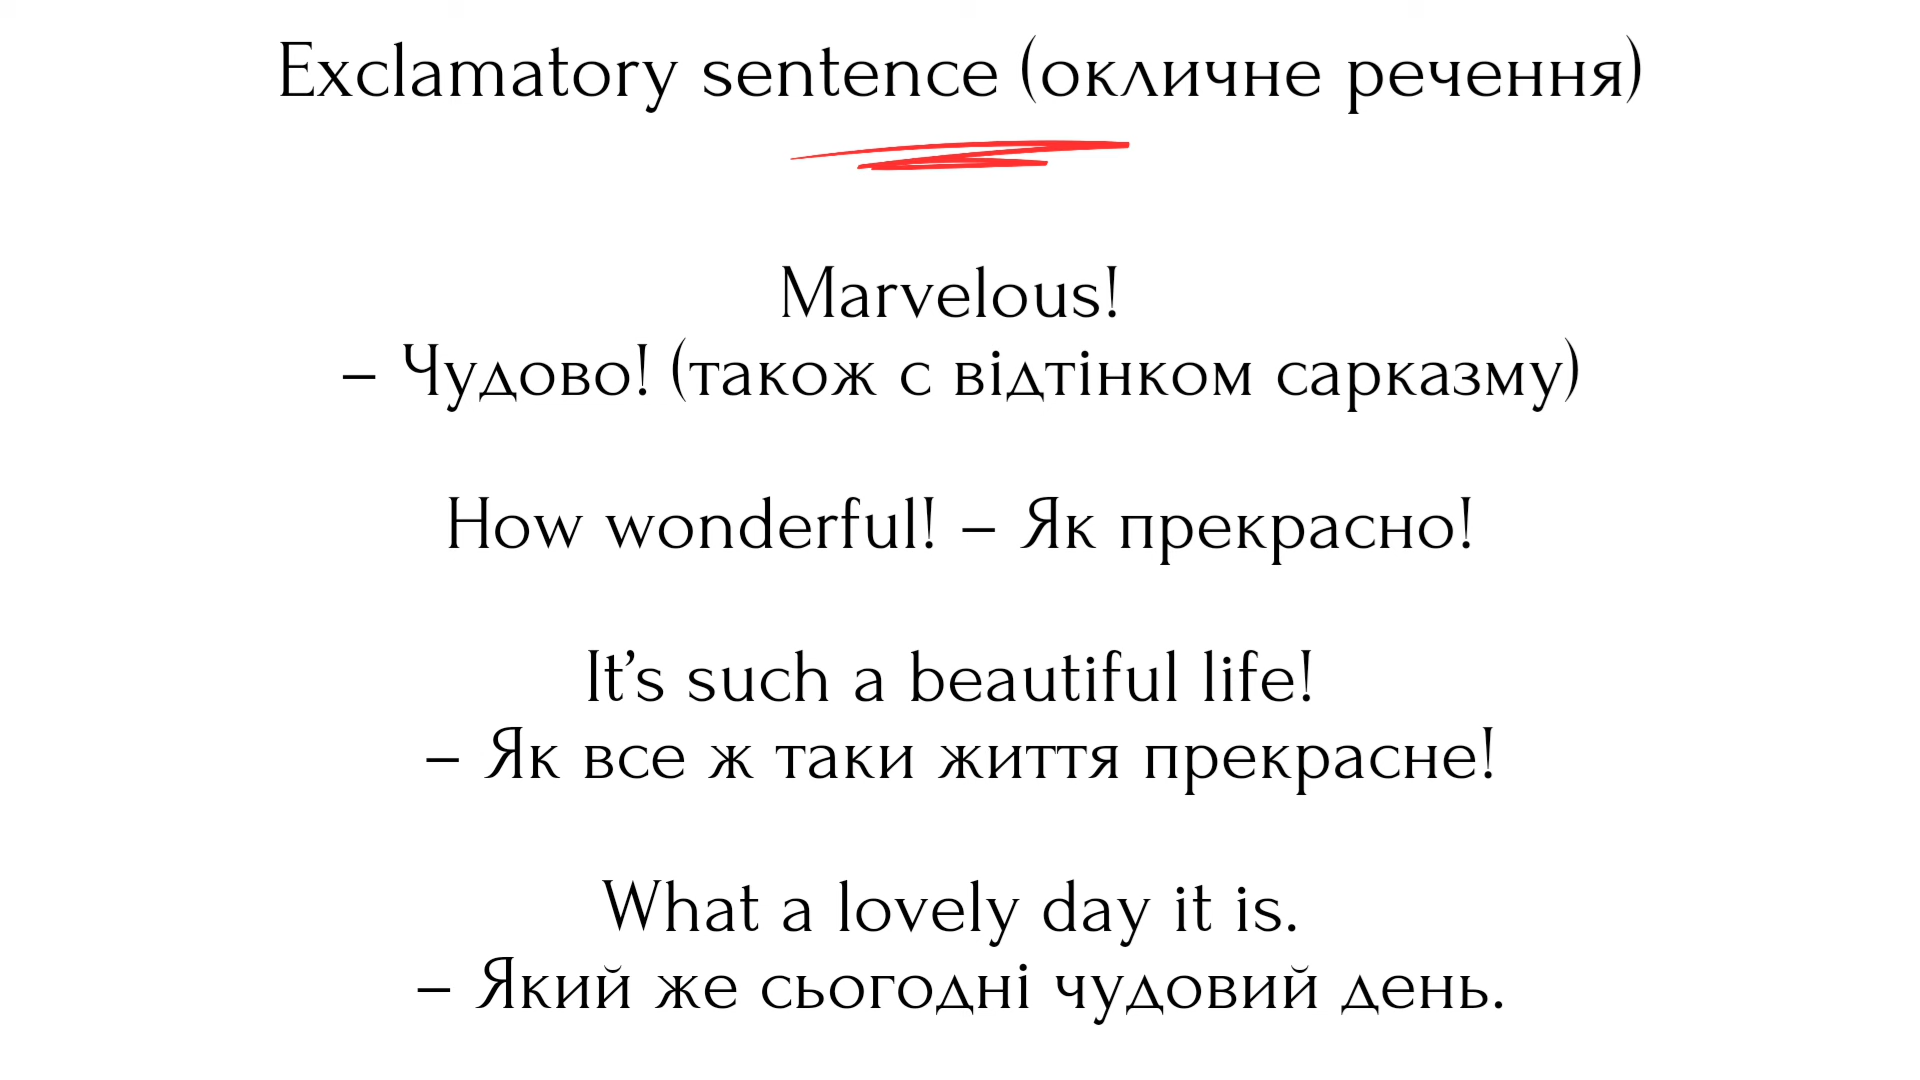 Exclamatory sentence (окличне речення)
Marvelous!
– Чудово! (також с відтінком сарказму)
How wonderful! – Як прекрасно!
It’s such a beautiful life!
– Як все ж таки життя прекрасне!
What a lovely day it is.
– Який же сьогодні чудовий день.